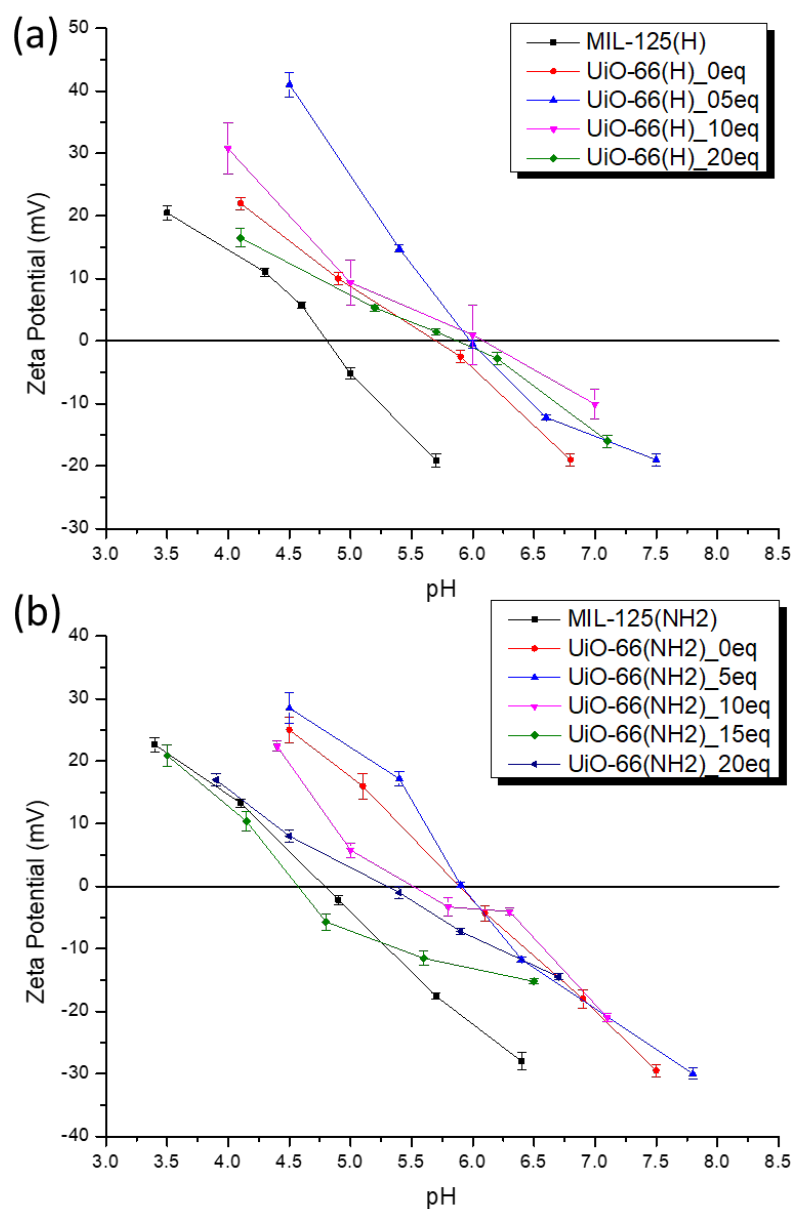 (a)
MIL-125(H)
UiO-66(H)_0eq
UiO-66(H)_05eq
UiO-66(H)_10eq
UiO-66(H)_20eq
Zeta Potential (mV)
50
40
30
20
10
0
-10
-20
-30
3.0 3.5 4.0 4.5 5.0 5.5 6.0 6.5 7.0 7.5 8.0 8.5
pH
(b)
MIL-125(NH2)
UiO-66(NH2)_0eq
UiO-66(NH2)_5eq
UiO-66(NH2)_10eq
UiO-66(NH2)_15eq
UiO-66(NH2)_20eq
Zeta Potential (mV)
40
30
20
10
0
-10
-20
-30
-40
3.0 3.5 4.0 4.5 5.0 5.5 6.0 6.5 7.0 7.5 8.0 8.5
pH